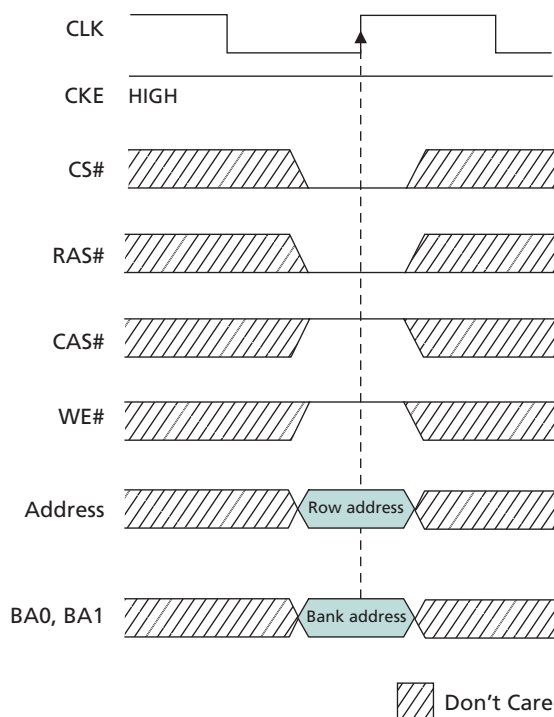 CLK
CKE HIGH
CS#
RAS#
CAS#
WE#
Address Row address
BA0, BA1 Bank address
Don't Care